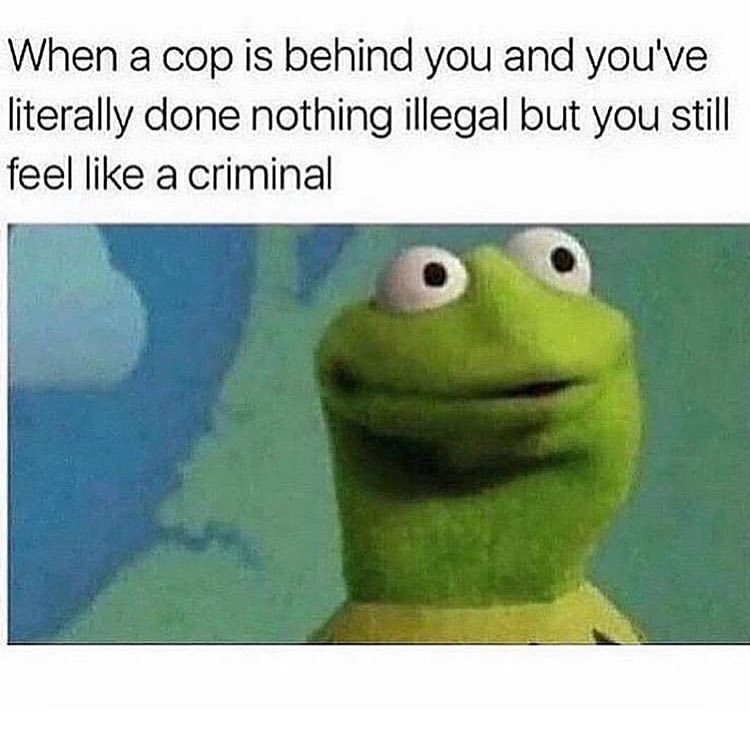 When a cop is behind you and you've
literally done nothing illegal but you still
feel like a criminal